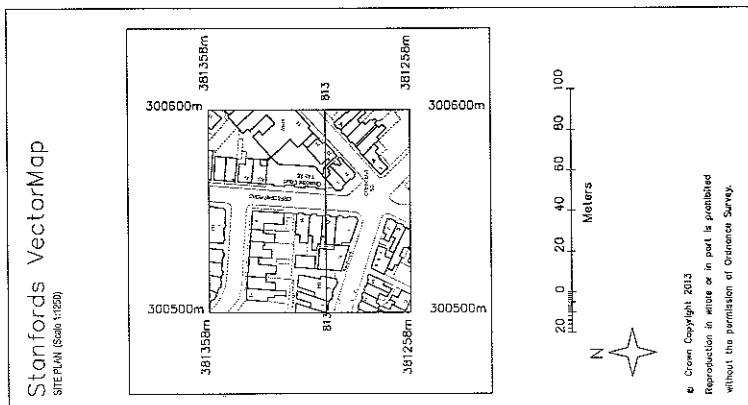 Stanfords VectorMap
SITE PLAN (Scale 1:1250)
381358m
813
381258m
300600m
300600m
300500m
300500m
381358m
813
381258m
20 0 20 40 60 80 100
Meters
N
© Crown Copyright 2013
Reproduction in whole or in part is prohibited
without the permission of Ordnance Survey.